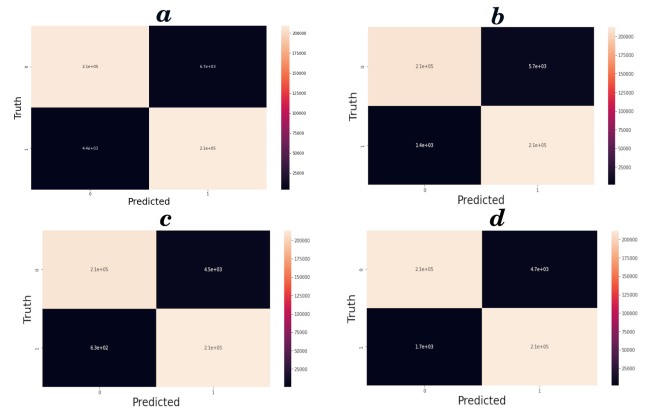 a
200000
175000
150000
125000
100000
75000
50000
25000
0
2.1e+05
6.7e+03
Truth
1
4.4e+03
2.1e+05
0
1
Predicted
b
200000
175000
150000
125000
100000
75000
50000
25000
0
2.1e+05
5.7e+03
Truth
1
1.4e+03
2.1e+05
0
1
Predicted
c
200000
175000
150000
125000
100000
75000
50000
25000
0
2.1e+05
4.5e+03
Truth
1
6.3e+02
2.1e+05
0
1
Predicted
d
200000
175000
150000
125000
100000
75000
50000
25000
0
2.1e+05
4.7e+03
Truth
1
1.7e+03
2.1e+05
0
1
Predicted